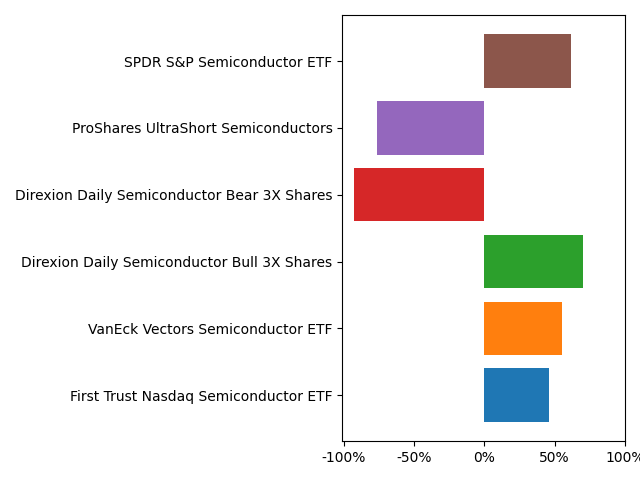 SPDR S&P Semiconductor ETF
ProShares UltraShort Semiconductors
Direxion Daily Semiconductor Bear 3X Shares
Direxion Daily Semiconductor Bull 3X Shares
VanEck Vectors Semiconductor ETF
First Trust Nasdaq Semiconductor ETF
-100% -50% 0% 50% 100%